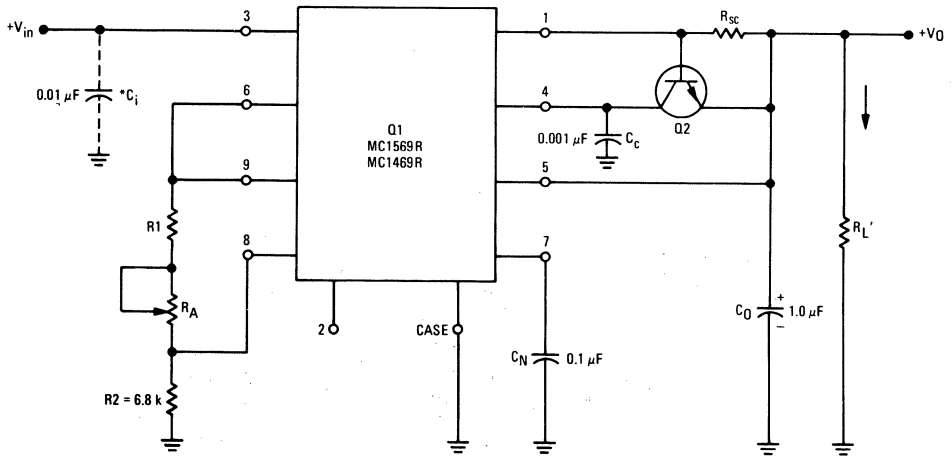 +Vin
3
1
RSC
+VO
0.01 µF
*Ci
6
4
Q1
MC1569R
MC1469R
Q2
0.001 µF
Cc
9
5
R1
8
7
RL'
RA
2
CASE
CN
0.1 µF
CO
+
1.0 µF
−
R2 = 6.8 k